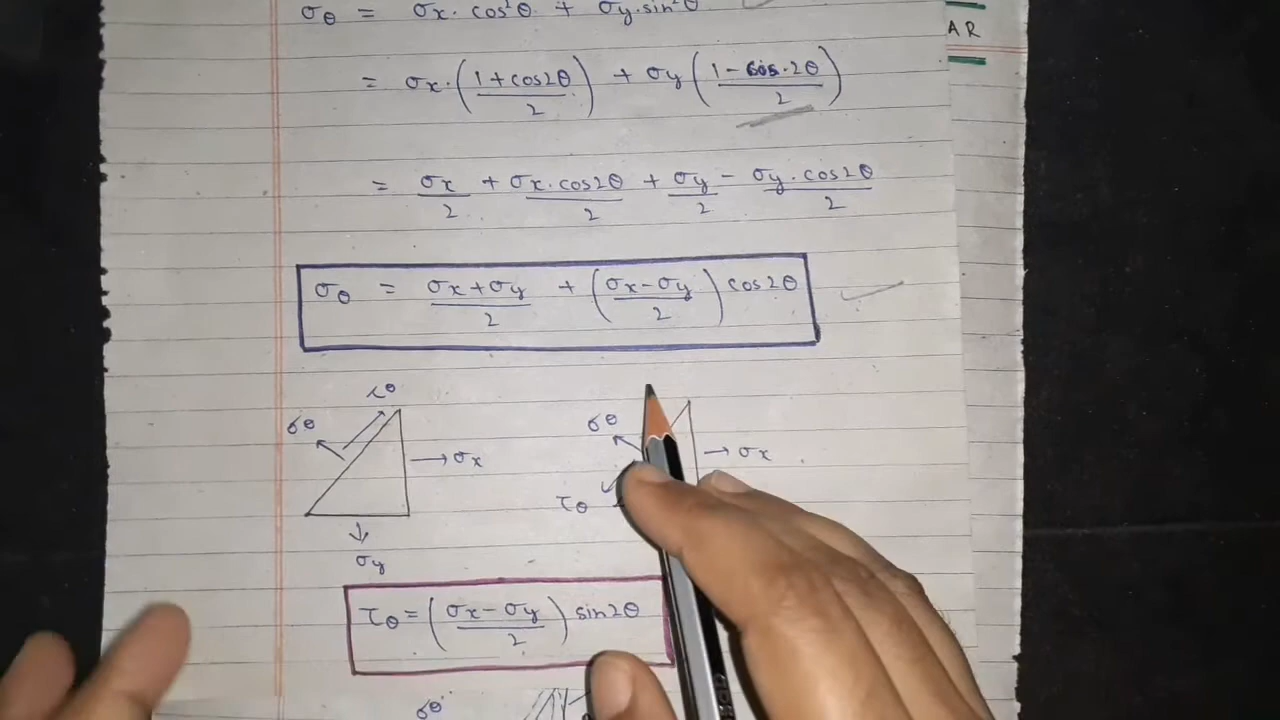 σθ = σx · cos²θ + σy · sin²θ
AR
= σx · (1 + cos2θ / 2) + σy (1 - cos · 2θ / 2)
= σx / 2 + σx · cos2θ / 2 + σy / 2 - σy · cos2θ / 2
σθ = σx + σy / 2 + (σx - σy / 2) cos2θ
τθ
σθ → σx
σθ → σx
τθ
σy
τθ = (σx - σy / 2) sin2θ
σθ